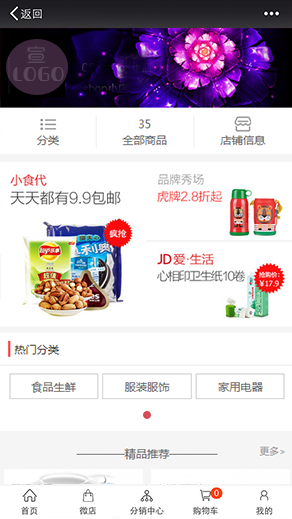 返回
宣
LOGO
分类
35
全部商品
店铺信息
小食代
天天都有9.9包邮
疯抢
品牌秀场
虎牌2.8折起
JD爱·生活
心相印卫生纸10卷
抢购价:
¥17.9
热门分类
食品生鲜
服装服饰
家用电器
精品推荐
更多>
首页
微店
分销中心
购物车
0
我的